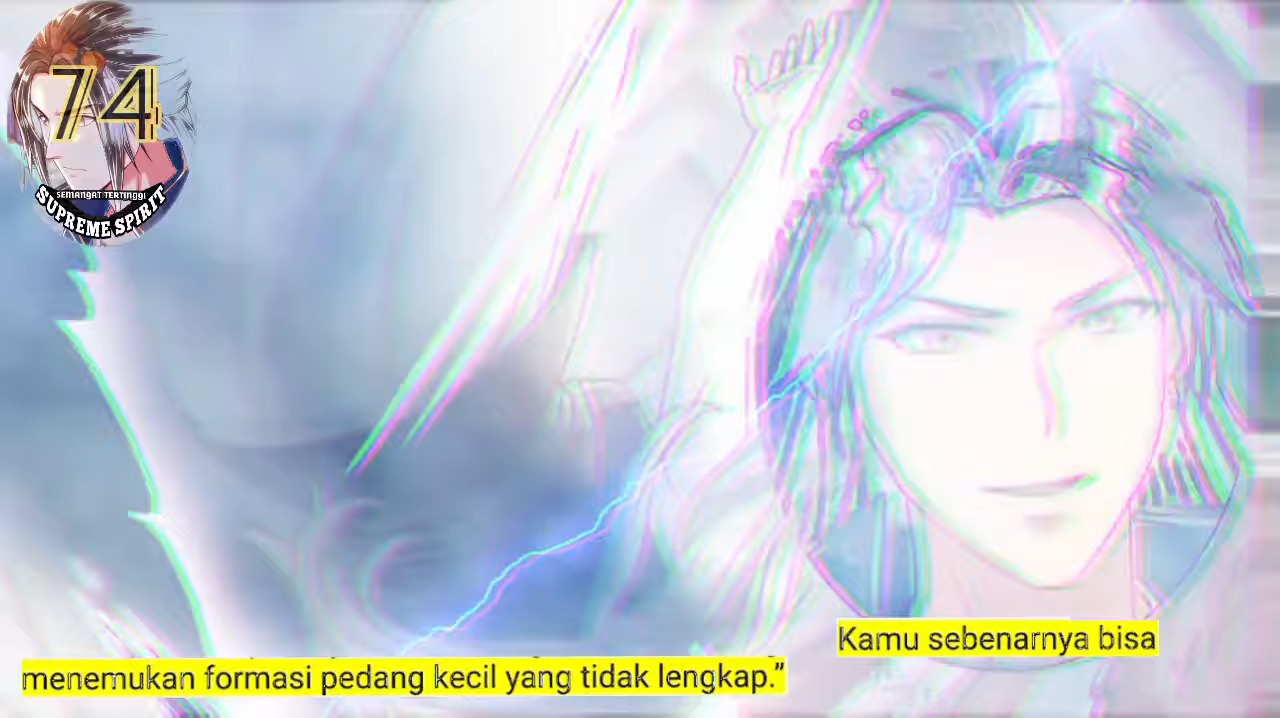 74
SEMANGAT TERTINGGI
SUPREME SPIRIT
Kamu sebenarnya bisa
menemukan formasi pedang kecil yang tidak lengkap.”